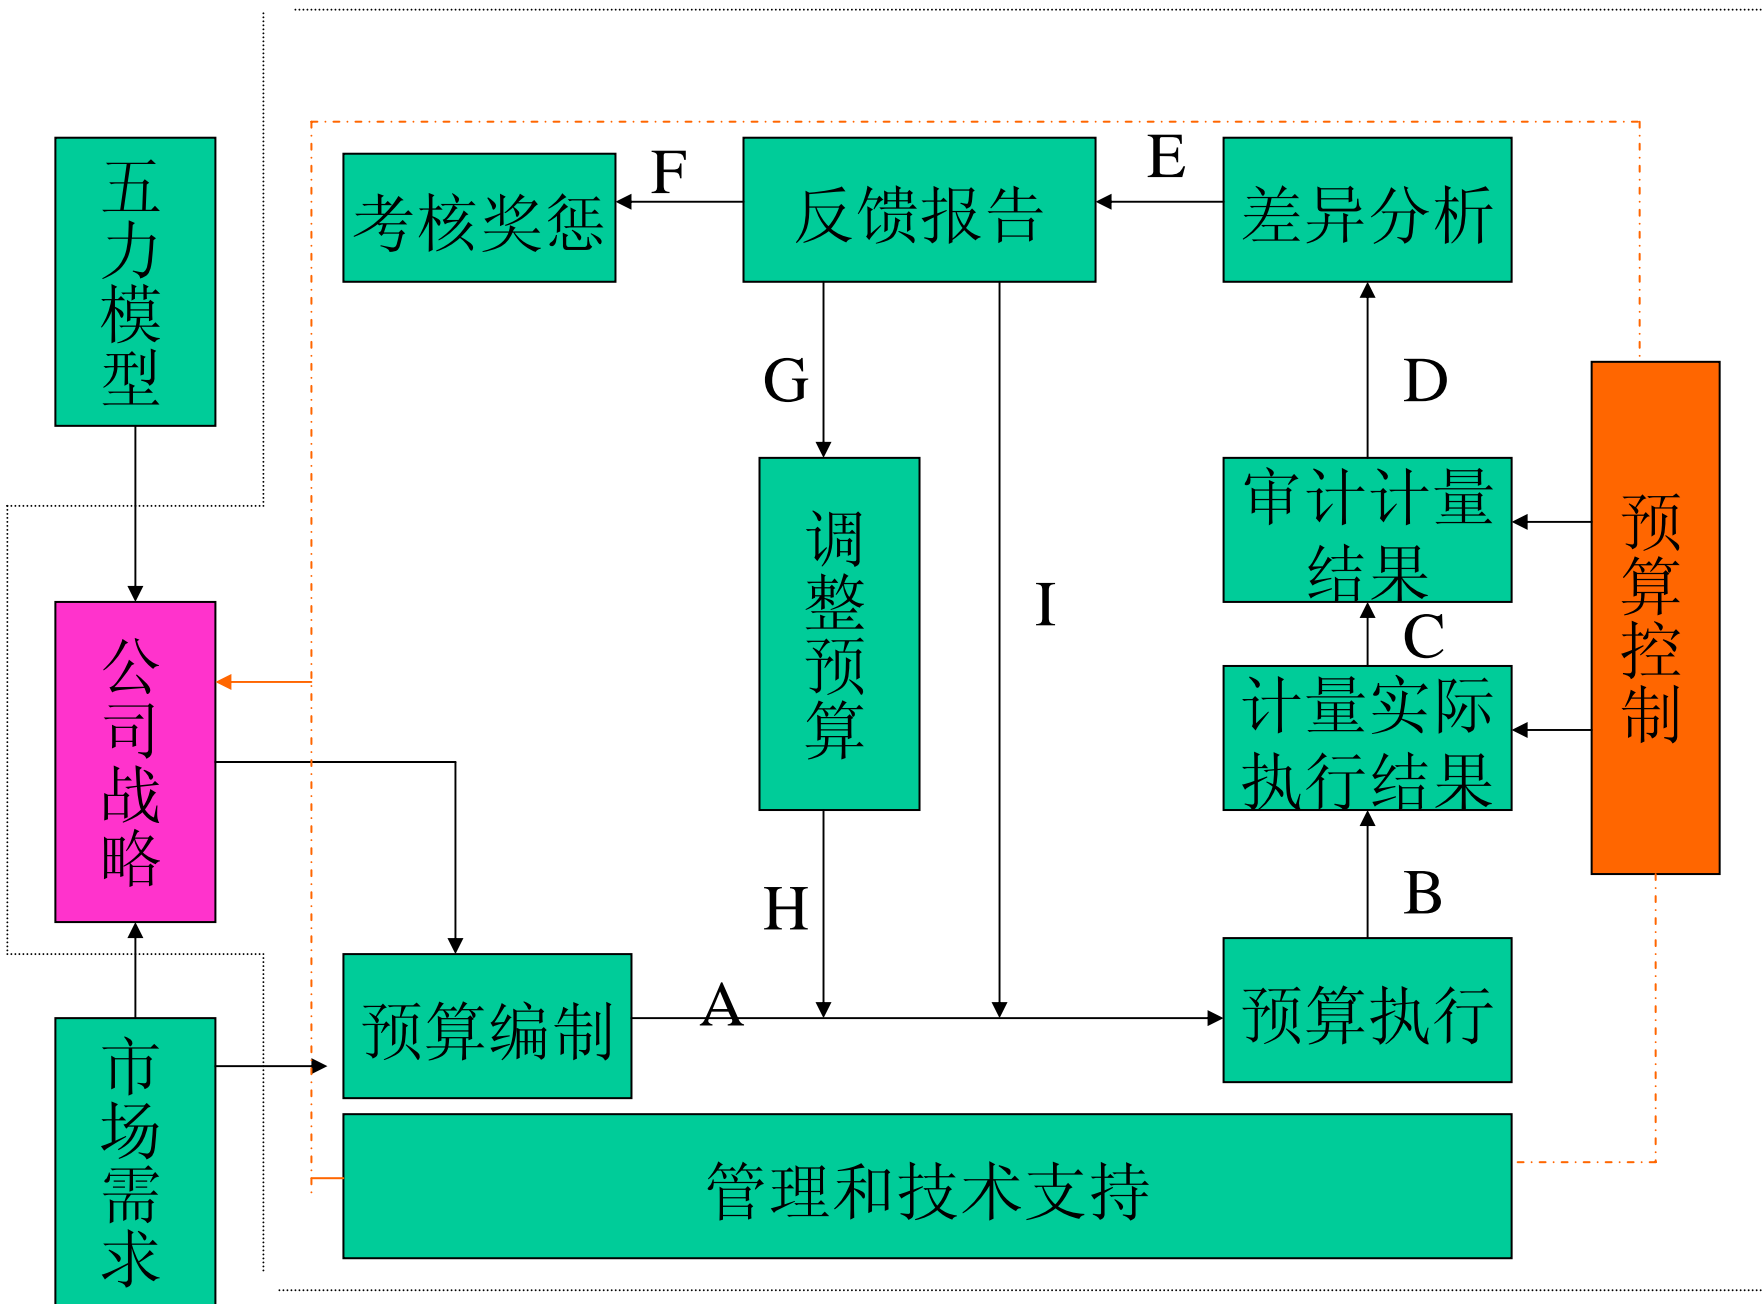 五力模型
公司战略
市场需求
考核奖惩
F
反馈报告
E
差异分析
G
D
调整预算
I
审计计量
结果
C
计量实际
执行结果
预算控制
H
B
预算编制
A
预算执行
管理和技术支持